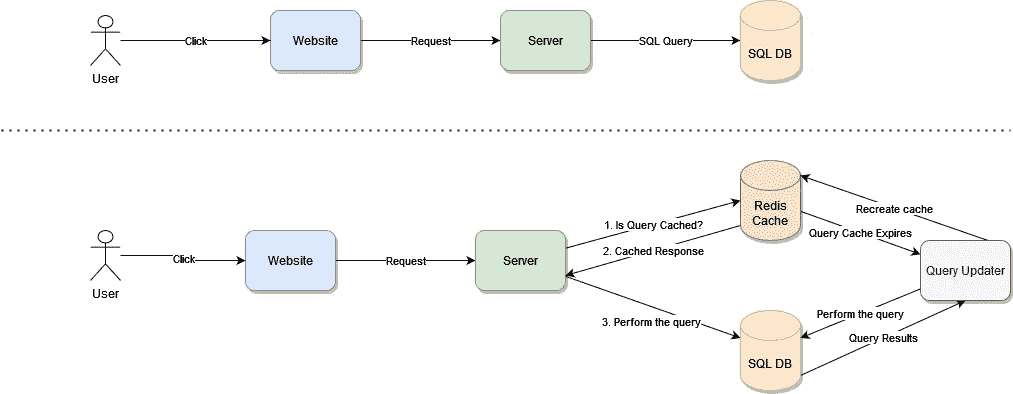 Click
Website
Request
Server
SQL Query
SQL DB
User
Redis
Cache
Recreate cache
1. Is Query Cached?
Query Cache Expires
2. Cached Response
Click
Website
Request
Server
Query Updater
User
3. Perform the query
Perform the query
Query Results
SQL DB